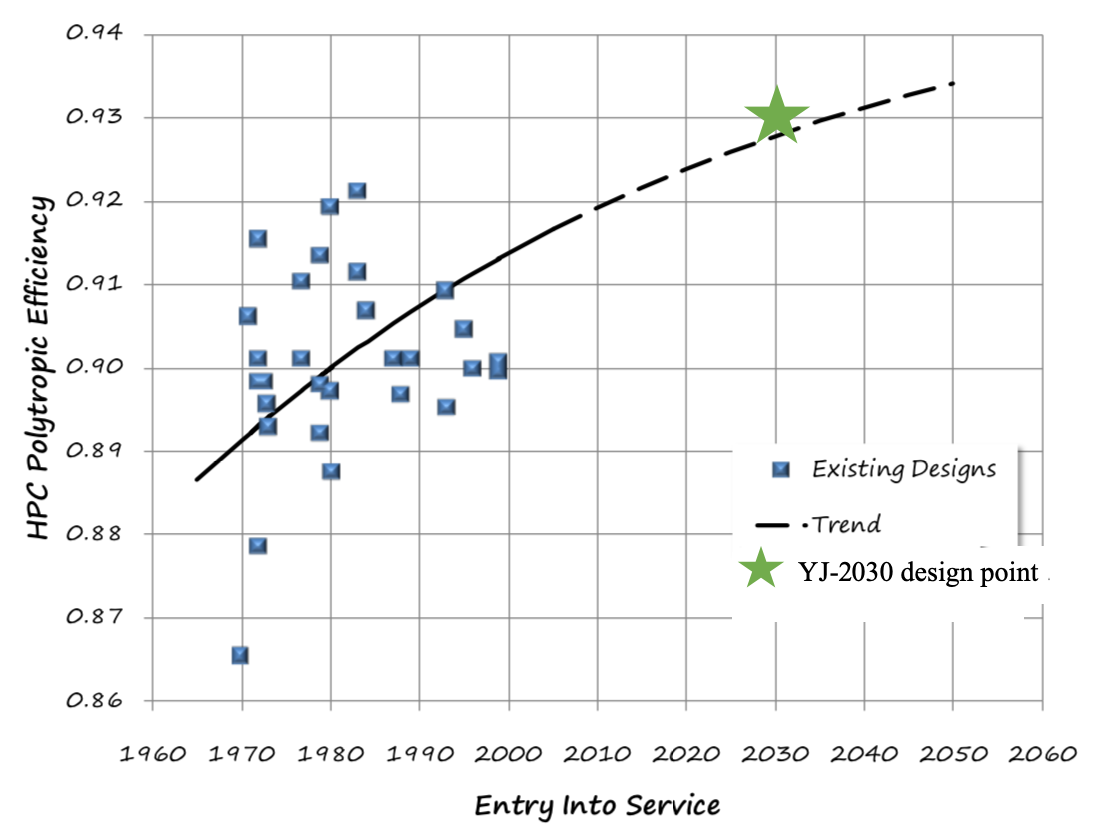 0.94
0.93
0.92
0.91
0.90
0.89
0.88
0.87
0.86
HPC Polytropic Efficiency
Existing Designs
Trend
YJ-2030 design point
1960 1970 1980 1990 2000 2010 2020 2030 2040 2050 2060
Entry Into Service